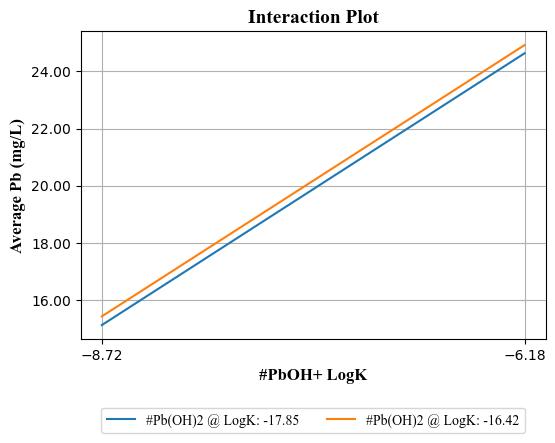 Interaction Plot
Average Pb (mg/L)
24.00
22.00
20.00
18.00
16.00
−8.72
−6.18
#PbOH+ LogK
#Pb(OH)2 @ LogK: -17.85
#Pb(OH)2 @ LogK: -16.42